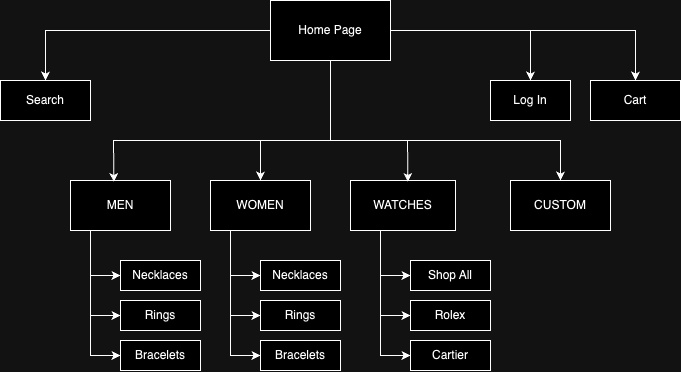 Home Page
Search
Log In
Cart
MEN
WOMEN
WATCHES
CUSTOM
Necklaces
Necklaces
Shop All
Rings
Rings
Rolex
Bracelets
Bracelets
Cartier